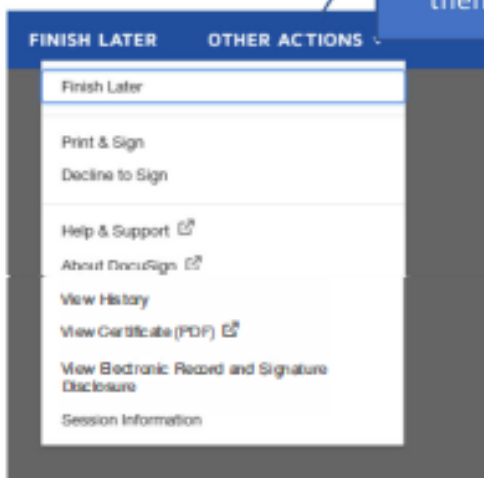 then
FINISH LATER OTHER ACTIONS
Finish Later
Print & Sign
Decline to Sign
Help & Support
About DocuSign
View History
View Certificate (PDF)
View Electronic Record and Signature
Disclosure
Session Information